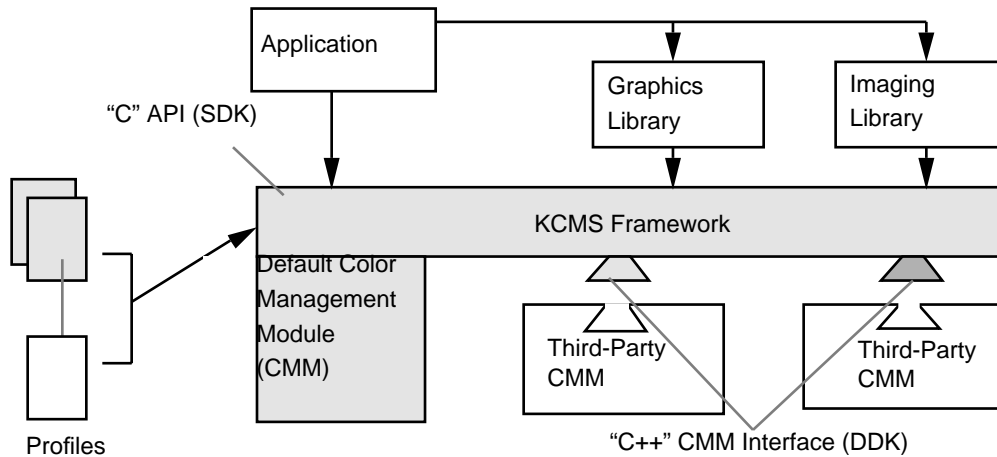 Application
Graphics
Library
Imaging
Library
“C” API (SDK)
KCMS Framework
Default Color
Management
Module
(CMM)
Third-Party
CMM
Third-Party
CMM
Profiles
“C++” CMM Interface (DDK)